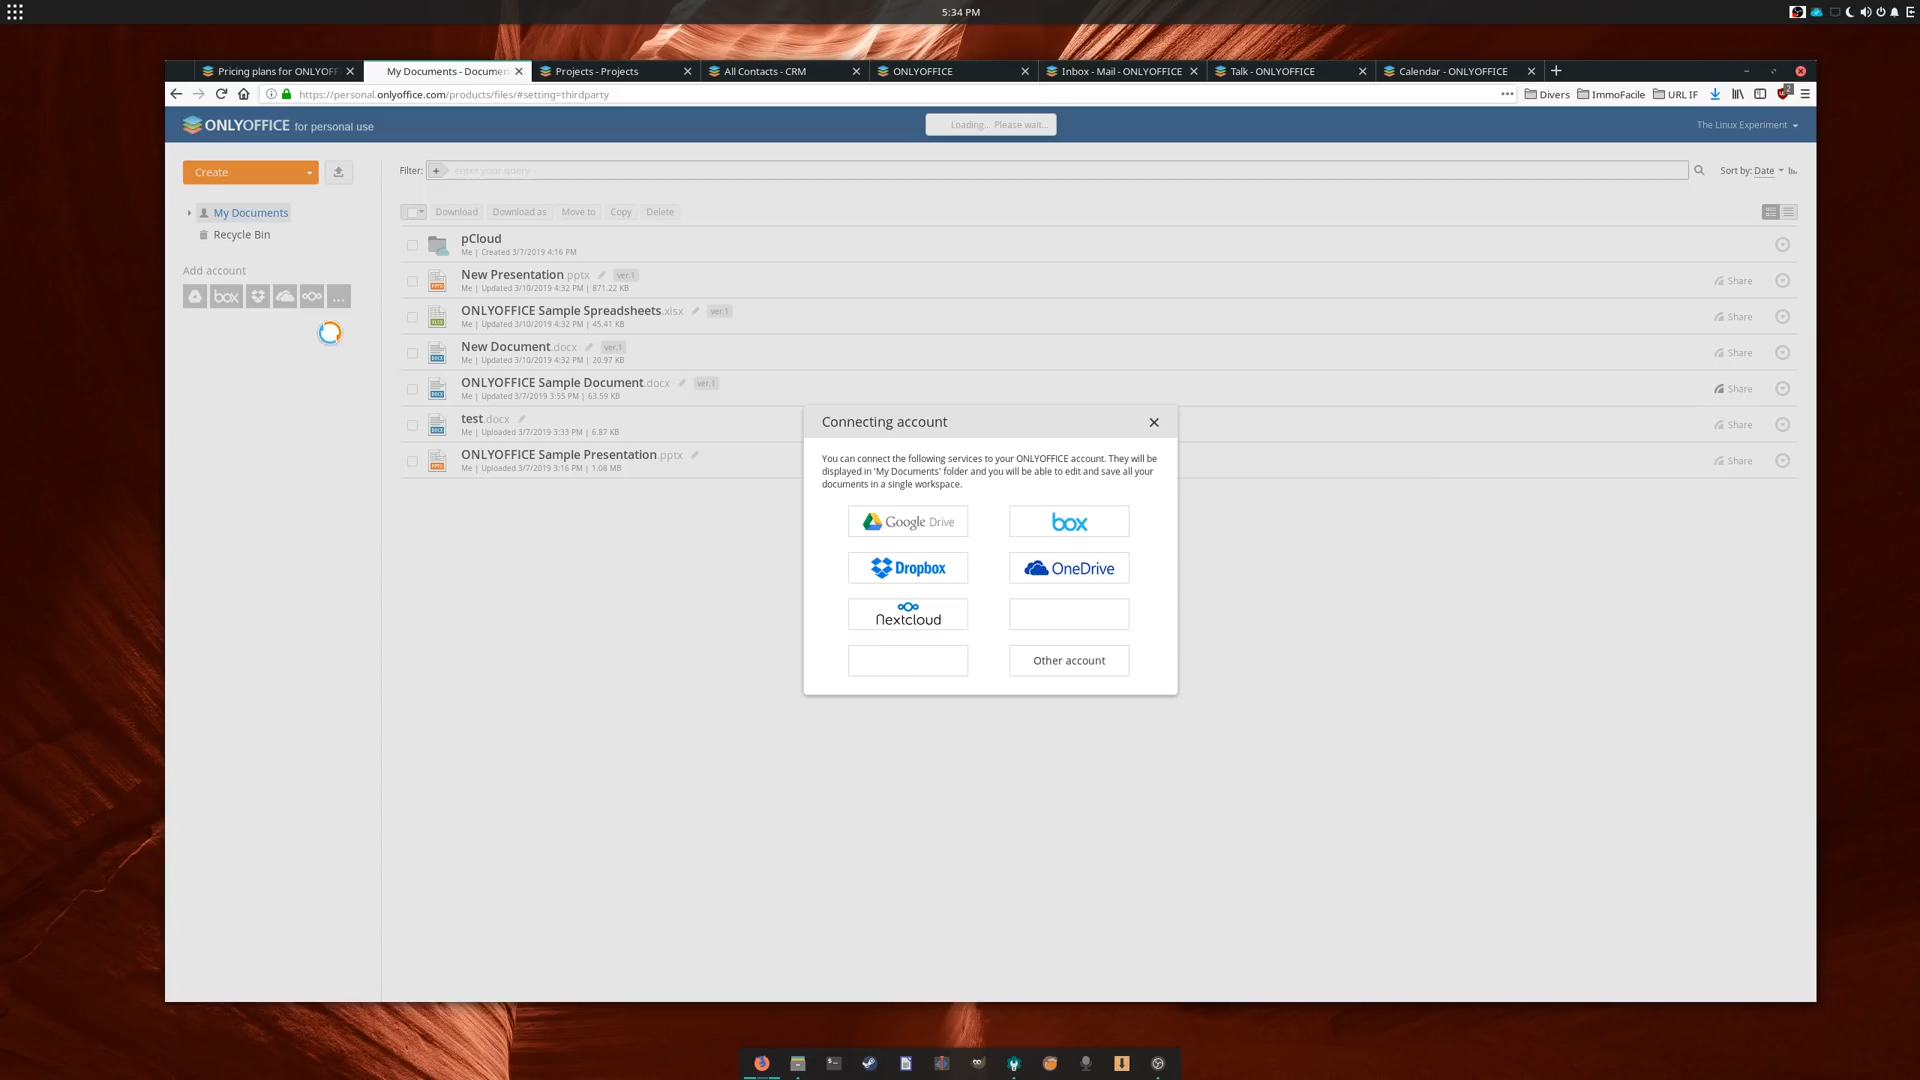 5:34 PM
Pricing plans for ONLYOFF
My Documents - Documen
Projects - Projects
All Contacts - CRM
ONLYOFFICE
Inbox - Mail - ONLYOFFICE
Talk - ONLYOFFICE
Calendar - ONLYOFFICE
https://personal.onlyoffice.com/products/files/#setting=thirdparty
Divers
ImmoFacile
URL IF
2
ONLYOFFICE for personal use
Loading... Please wait...
The Linux Experiment
Create
Filter:
enter your query
Sort by: Date
My Documents
Recycle Bin
Add account
box
...
Download
Download as
Move to
Copy
Delete
pCloud
Me | Created 3/7/2019 4:16 PM
New Presentation.pptx ver.1
Me | Updated 3/10/2019 4:32 PM | 871.22 KB
Share
ONLYOFFICE Sample Spreadsheets.xlsx ver.1
Me | Updated 3/10/2019 4:32 PM | 45.41 KB
Share
New Document.docx ver.1
Me | Updated 3/10/2019 4:32 PM | 20.97 KB
Share
ONLYOFFICE Sample Document.docx ver.1
Me | Updated 3/7/2019 3:55 PM | 63.59 KB
Share
test.docx
Me | Uploaded 3/7/2019 3:33 PM | 6.87 KB
Share
ONLYOFFICE Sample Presentation.pptx
Me | Uploaded 3/7/2019 3:16 PM | 1.08 MB
Share
Connecting account
You can connect the following services to your ONLYOFFICE account. They will be
displayed in 'My Documents' folder and you will be able to edit and save all your
documents in a single workspace.
Google Drive
box
Dropbox
OneDrive
Nextcloud
Other account